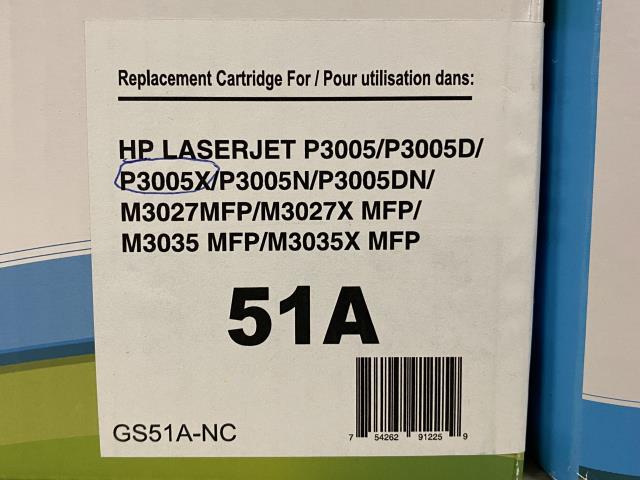 Replacement Cartridge For / Pour utilisation dans:
HP LASERJET P3005/P3005D/
P3005X/P3005N/P3005DN/
M3027MFP/M3027X MFP/
M3035 MFP/M3035X MFP
51A
GS51A-NC
7 54262 91225 9